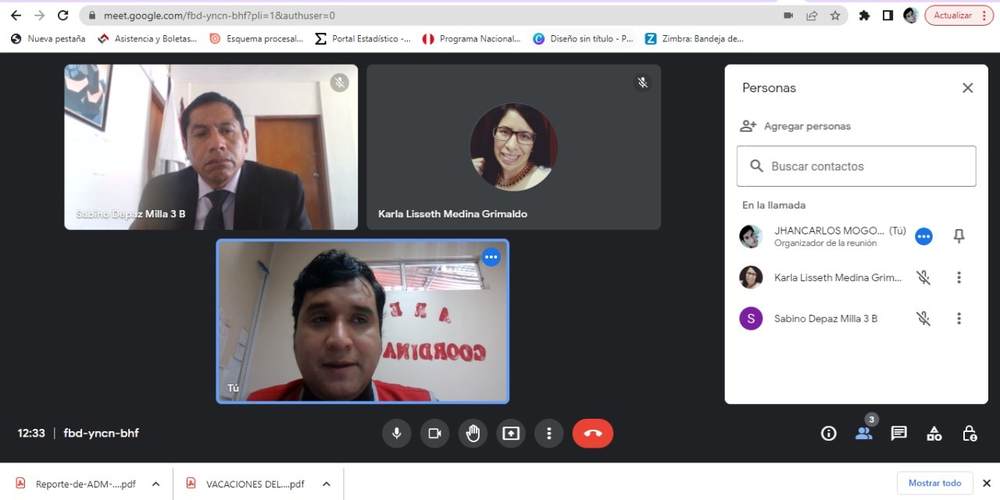 meet.google.com/fbd-yncn-bhf?pli=1&authuser=0
Actualizar
Nueva pestaña
Asistencia y Boletas...
Esquema procesal...
Portal Estadístico -...
Programa Nacional...
Diseño sin título - P...
Zimbra: Bandeja de...
Sabino Depaz Milla 3 B
Karla Lisseth Medina Grimaldo
ARE
COORDINA
Tú
Personas
Agregar personas
Buscar contactos
En la llamada
JHANCARLOS MOGO... (Tú)
Organizador de la reunión
Karla Lisseth Medina Grim...
S
Sabino Depaz Milla 3 B
12:33 | fbd-yncn-bhf
3
Reporte-de-ADM-....pdf
VACACIONES DEL....pdf
Mostrar todo